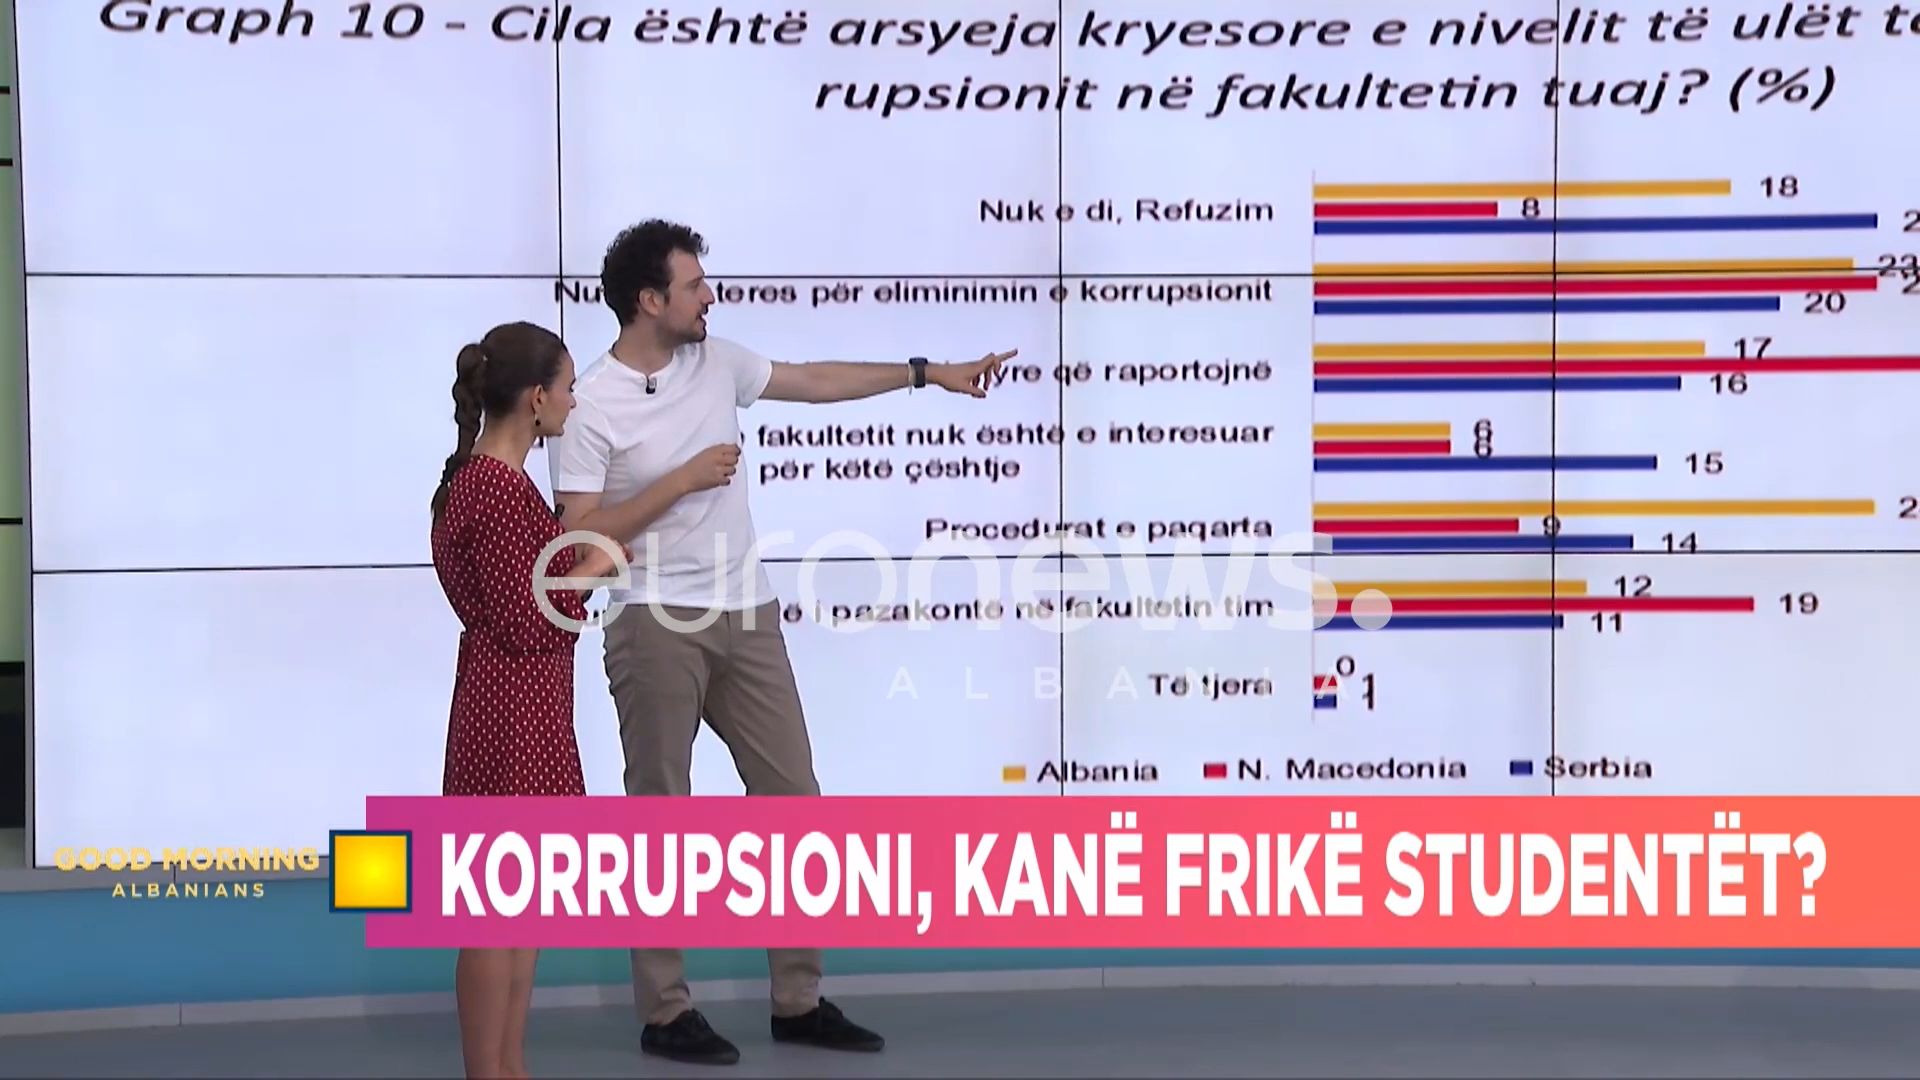 Graph 10 - Cila është arsyeja kryesore e nivelit të ulët
rupsionit në fakultetin tuaj? (%)
Nuk e di, Refuzim
18
8
për eliminimin e korrupsionit
23
20
që raportojnë
17
16
fakultetit nuk është e interesuar
për këtë çështje
6
6
15
Procedurat e paqarta
9
14
i pazakontë në fakultetin tim
12
19
11
Të tjera
0
1
1
Albania N. Macedonia Serbia
euronews.
ALBANIA
GOOD MORNING
ALBANIANS
KORRUPSIONI, KANË FRIKË STUDENTËT?